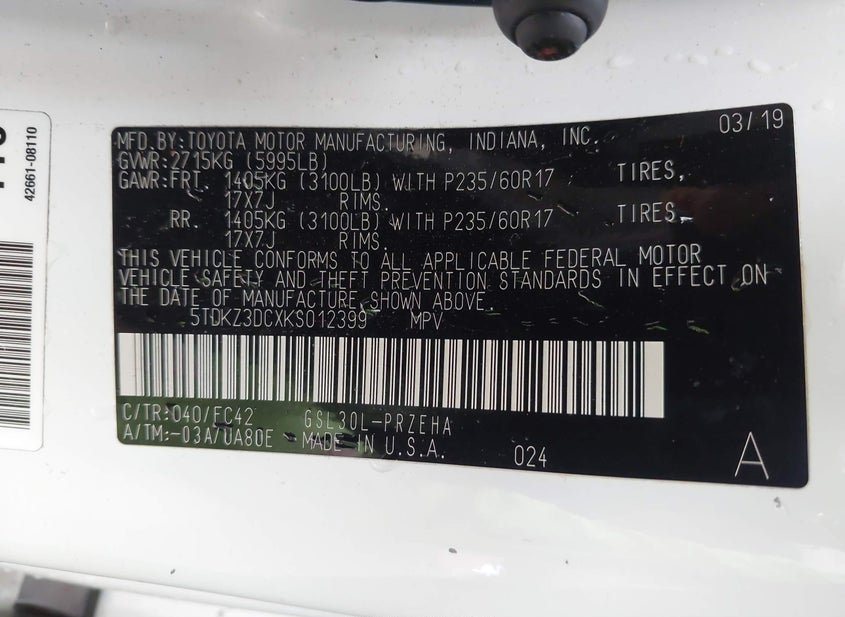 42661-08110
03/19
MFD.BY:TOYOTA MOTOR MANUFACTURING, INDIANA, INC.
GVWR:2715KG (5995LB)
GAWR:FRT. 1405KG (3100LB) WITH P235/60R17 TIRES,
17X7J RIMS.
RR. 1405KG (3100LB) WITH P235/60R17 TIRES,
17X7J RIMS.
THIS VEHICLE CONFORMS TO ALL APPLICABLE FEDERAL MOTOR
VEHICLE SAFETY AND THEFT PREVENTION STANDARDS IN EFFECT ON
THE DATE OF MANUFACTURE SHOWN ABOVE.
5TDKZ3DCXKS012399 MPV
C/TR:040/FC42 GSL30L-PRZEHA
A/TM:-03A/UA80E MADE IN U.S.A. 024
A